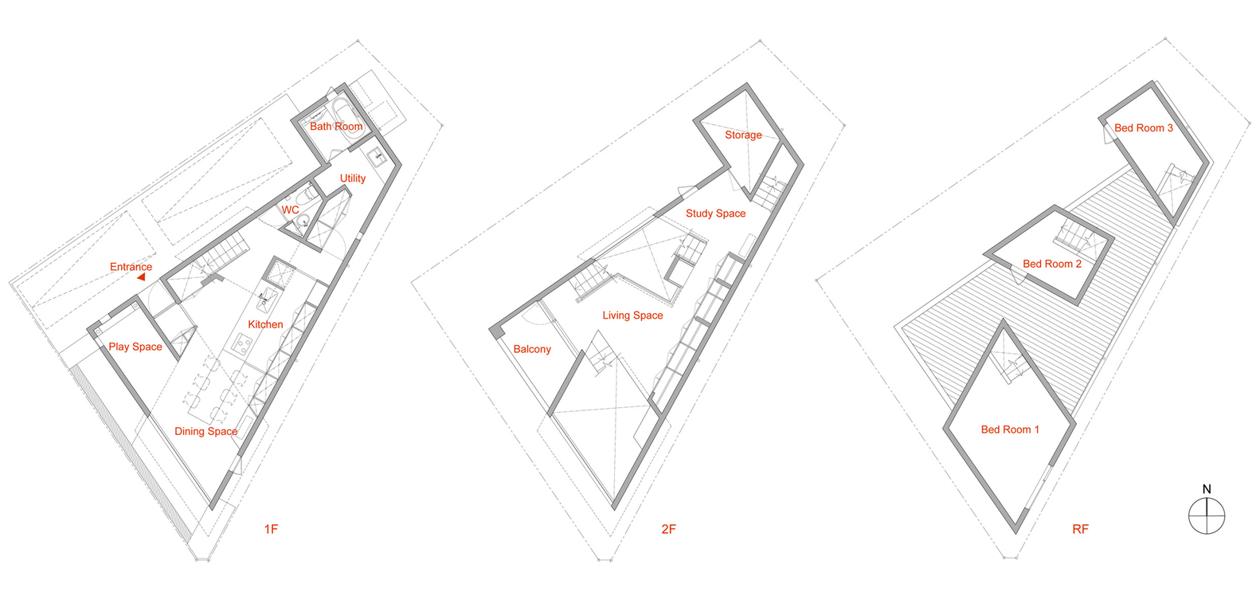 Bath Room
Utility
WC
Entrance
Kitchen
Play Space
Dining Space
1F
Storage
Study Space
Living Space
Balcony
2F
Bed Room 3
Bed Room 2
Bed Room 1
RF
N